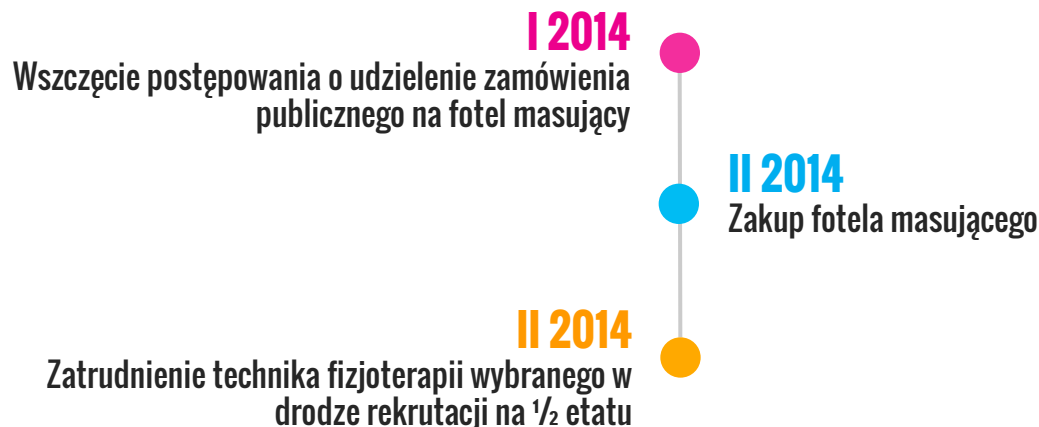 I 2014
Wszczęcie postępowania o udzielenie zamówienia
publicznego na fotel masujący
II 2014
Zakup fotela masującego
II 2014
Zatrudnienie technika fizjoterapii wybranego w
drodze rekrutacji na ½ etatu